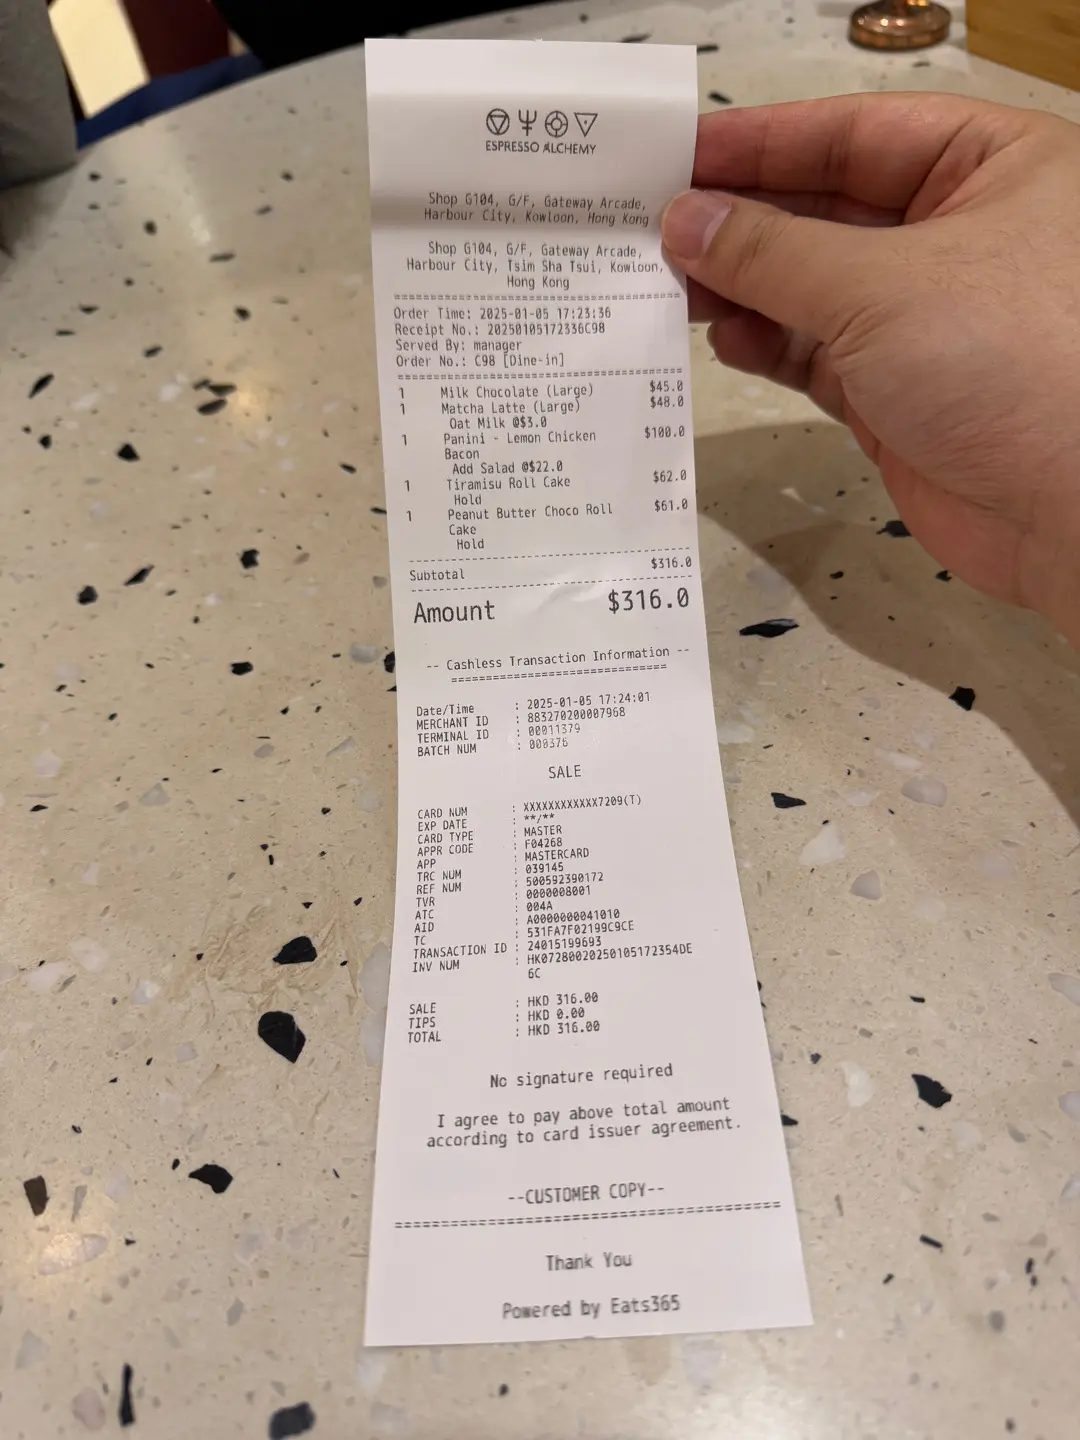 ESPRESSO ALCHEMY
Shop G104, G/F, Gateway Arcade,
Harbour City, Kowloon, Hong Kong
Shop G104, G/F, Gateway Arcade,
Harbour City, Tsim Sha Tsui, Kowloon,
Hong Kong
==========================================
Order Time: 2025-01-05 17:23:36
Receipt No.: 20250105172336C98
Served By: manager
Order No.: C98 [Dine-in]
==========================================
1 Milk Chocolate (Large) $45.0
1 Matcha Latte (Large) $48.0
Oat Milk @$3.0
1 Panini - Lemon Chicken $100.0
Bacon
Add Salad @$22.0
1 Tiramisu Roll Cake $62.0
Hold
1 Peanut Butter Choco Roll $61.0
Cake
Hold
------------------------------------------
Subtotal $316.0
------------------------------------------
Amount $316.0
-- Cashless Transaction Information --
==============================
Date/Time : 2025-01-05 17:24:01
MERCHANT ID : 883270200007968
TERMINAL ID : 00011379
BATCH NUM : 000376
SALE
CARD NUM : XXXXXXXXXXXX7209(T)
EXP DATE : **/**
CARD TYPE : MASTER
APPR CODE : F04268
APP : MASTERCARD
TRC NUM : 039145
REF NUM : 500592390172
TVR : 0000008001
ATC : 004A
AID : A0000000041010
TC : 531FA7F02199C9CE
TRANSACTION ID : 24015199693
INV NUM : HK07280020250105172354DE
6C
SALE : HKD 316.00
TIPS : HKD 0.00
TOTAL : HKD 316.00
No signature required
I agree to pay above total amount
according to card issuer agreement.
--CUSTOMER COPY--
==========================================
Thank You
Powered by Eats365